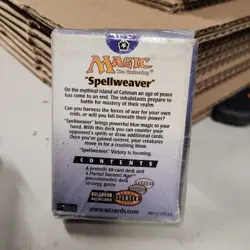 MAGIC
The Gathering
"Spellweaver"
On the mythical island of Caliman an age of peace
has come to an end. The inhabitants prepare to
battle for mastery of their realm.
Can you harness the forces of war for your own
ends, or will you fall beneath their power?
"Spellweaver" brings powerful blue magic to your
hand. With this deck you can counter your
opponent's spells or draw additional cards.
Once you've gained control, your creatures
move in for a crushing blow.
"Spellweaver" Victory is Incoming.
CONTENTS
A prebuilt 40-card deck and
a Portal Second Age™
preconstructed deck
strategy guide
RULEBOOK
STARTER
www.wizards.com